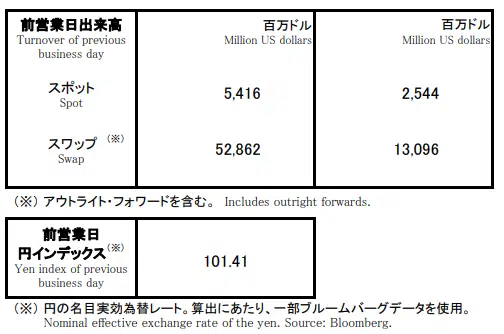 前営業日出来高 百万ドル 百万ドル
Turnover of previous Million US dollars Million US dollars
business day
スポット 5,416 2,544
Spot
スワップ (※) 52,862 13,096
Swap
(※) アウトライト・フォワードを含む。 Includes outright forwards.
前営業日
円インデックス(※) 101.41
Yen index of previous
business day
(※) 円の名目実効為替レート。算出にあたり、一部ブルームバーグデータを使用。
Nominal effective exchange rate of the yen. Source: Bloomberg.